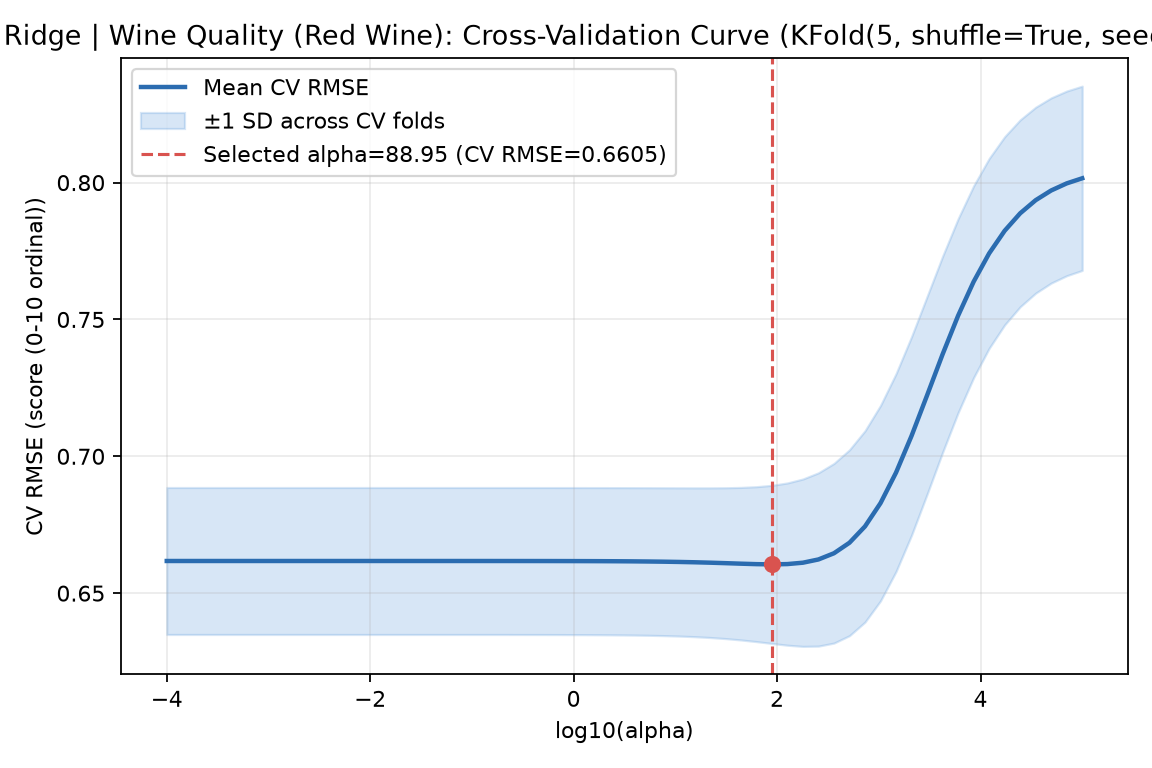 Ridge | Wine Quality (Red Wine): Cross-Validation Curve (KFold(5, shuffle=True,
Mean CV RMSE
±1 SD across CV folds
Selected alpha=88.95 (CV RMSE=0.6605)
CV RMSE (score (0-10 ordinal))
0.80
0.75
0.70
0.65
−4
−2
0
2
4
log10(alpha)